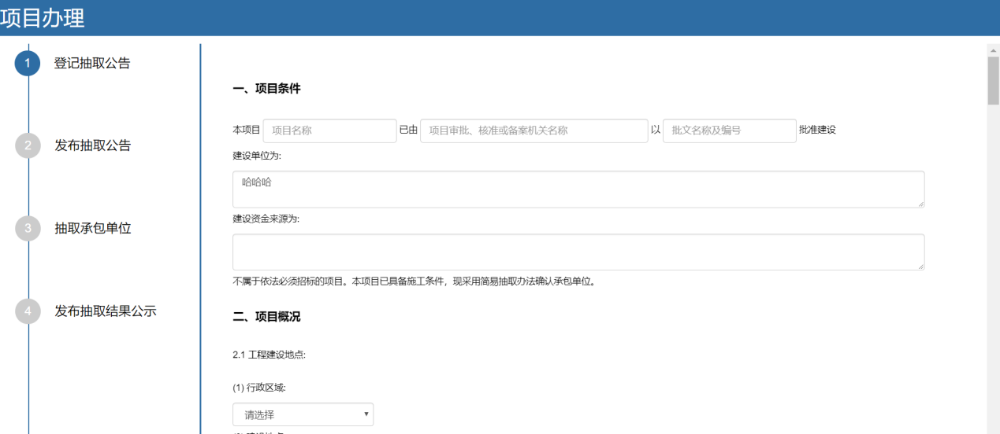 项目办理
1 登记抽取公告
2 发布抽取公告
3 抽取承包单位
4 发布抽取结果公示
一、项目条件
本项目 项目名称 已由 项目审批、核准或备案机关名称 以 批文名称及编号 批准建设
建设单位为:
哈哈哈
建设资金来源为:
不属于依法必须招标的项目。本项目已具备施工条件，现采用简易抽取办法确认承包单位。
二、项目概况
2.1 工程建设地点:
(1) 行政区域:
请选择